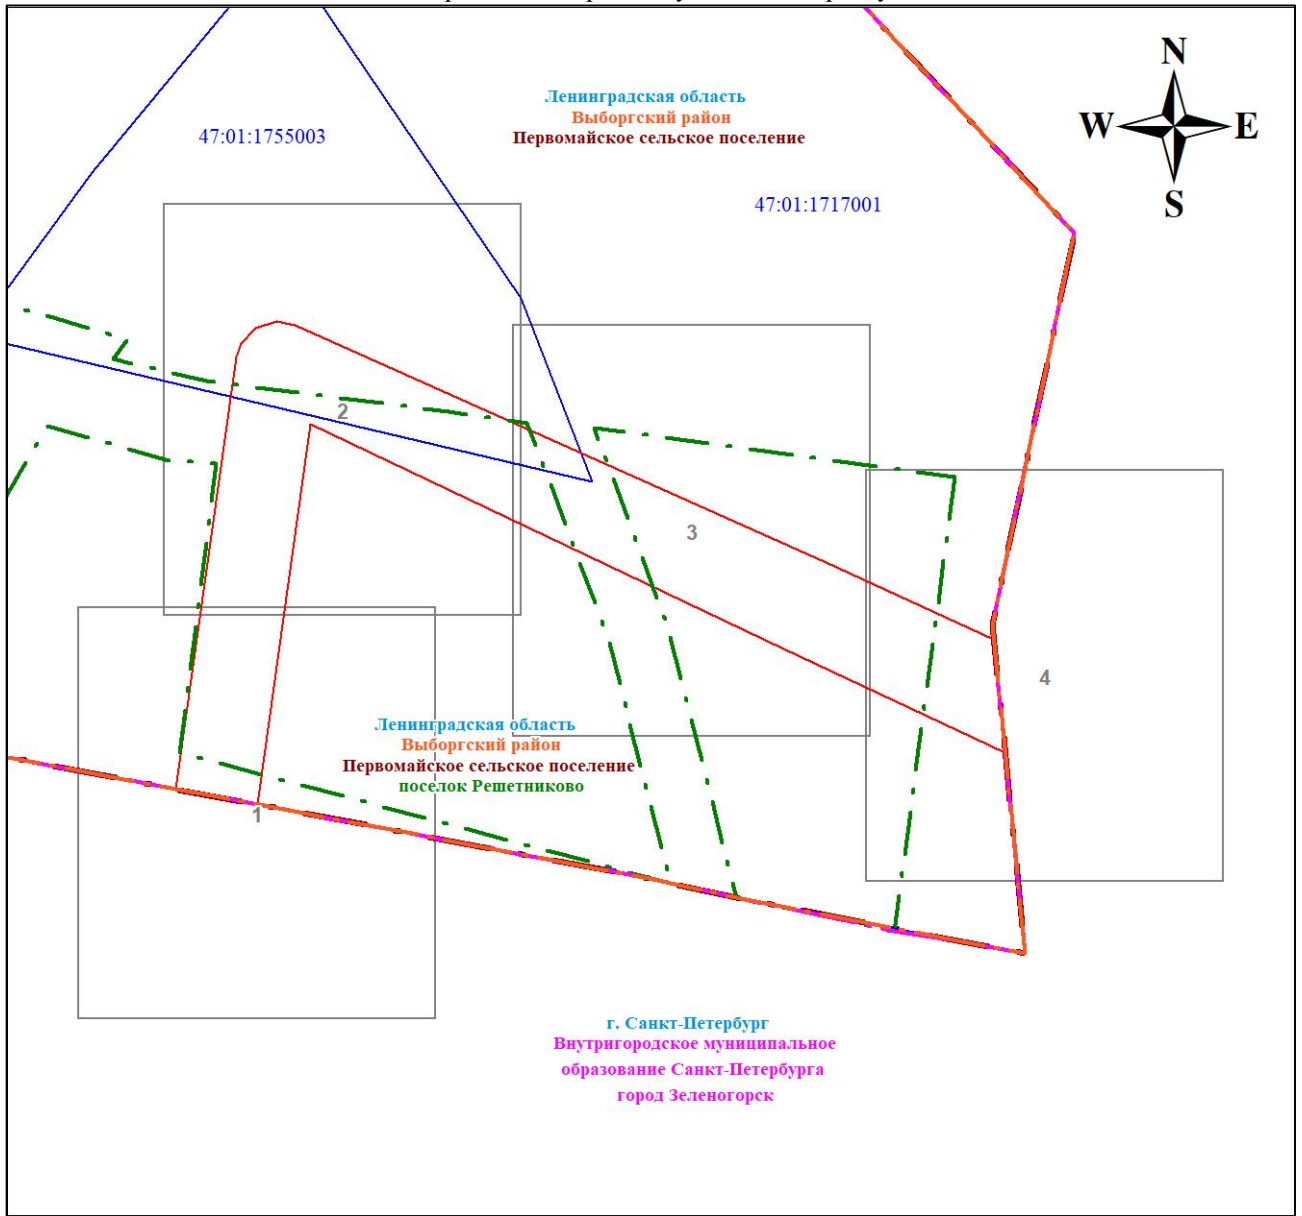 Ленинградская область
Выборгский район
Первомайское сельское поселение
N
W E
S
47:01:1755003
47:01:1717001
2
3
4
Ленинградская область
Выборгский район
Первомайское сельское поселение
поселок Решетниково
1
г. Санкт-Петербург
Внутригородское муниципальное
образование Санкт-Петербурга
город Зеленогорск